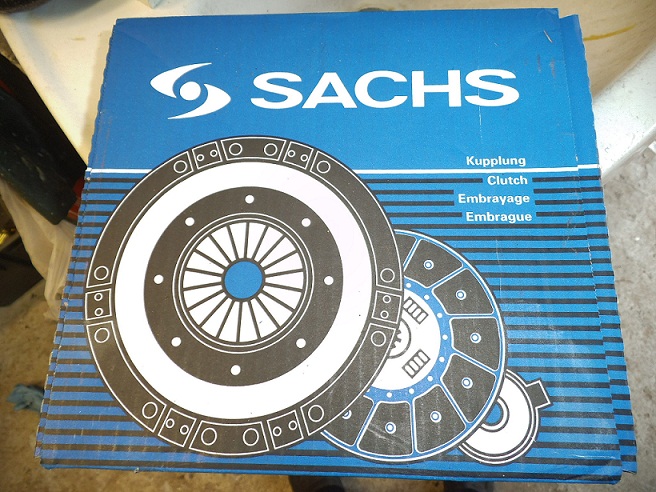 SACHS
Kupplung
Clutch
Embrayage
Embrague